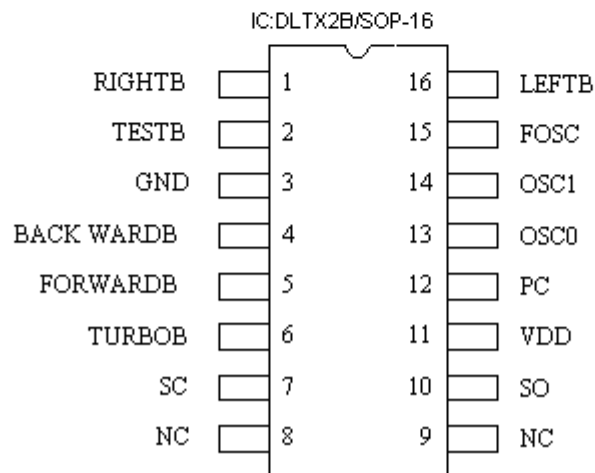 IC:DLTX2B/SOP-16
RIGHTB 1 16 LEFTB
TESTB 2 15 FOSC
GND 3 14 OSC1
BACK WARDB 4 13 OSC0
FORWARDB 5 12 PC
TURBOB 6 11 VDD
SC 7 10 SO
NC 8 9 NC